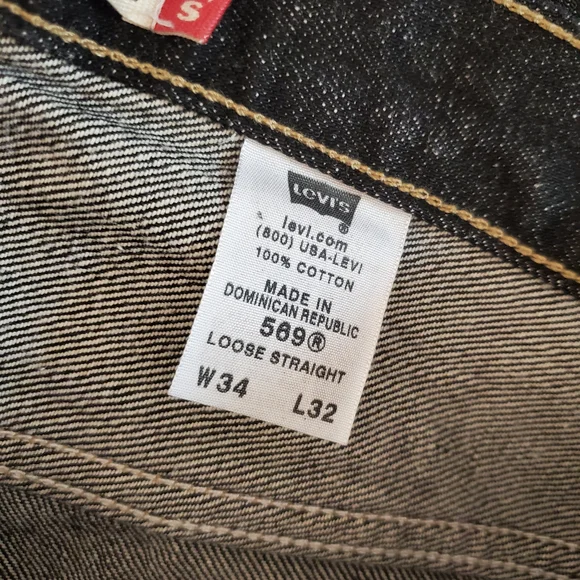 S
LEVI'S
®
levi.com
(800) USA-LEVI
100% COTTON
MADE IN
DOMINICAN REPUBLIC
569®
LOOSE STRAIGHT
W34 L32